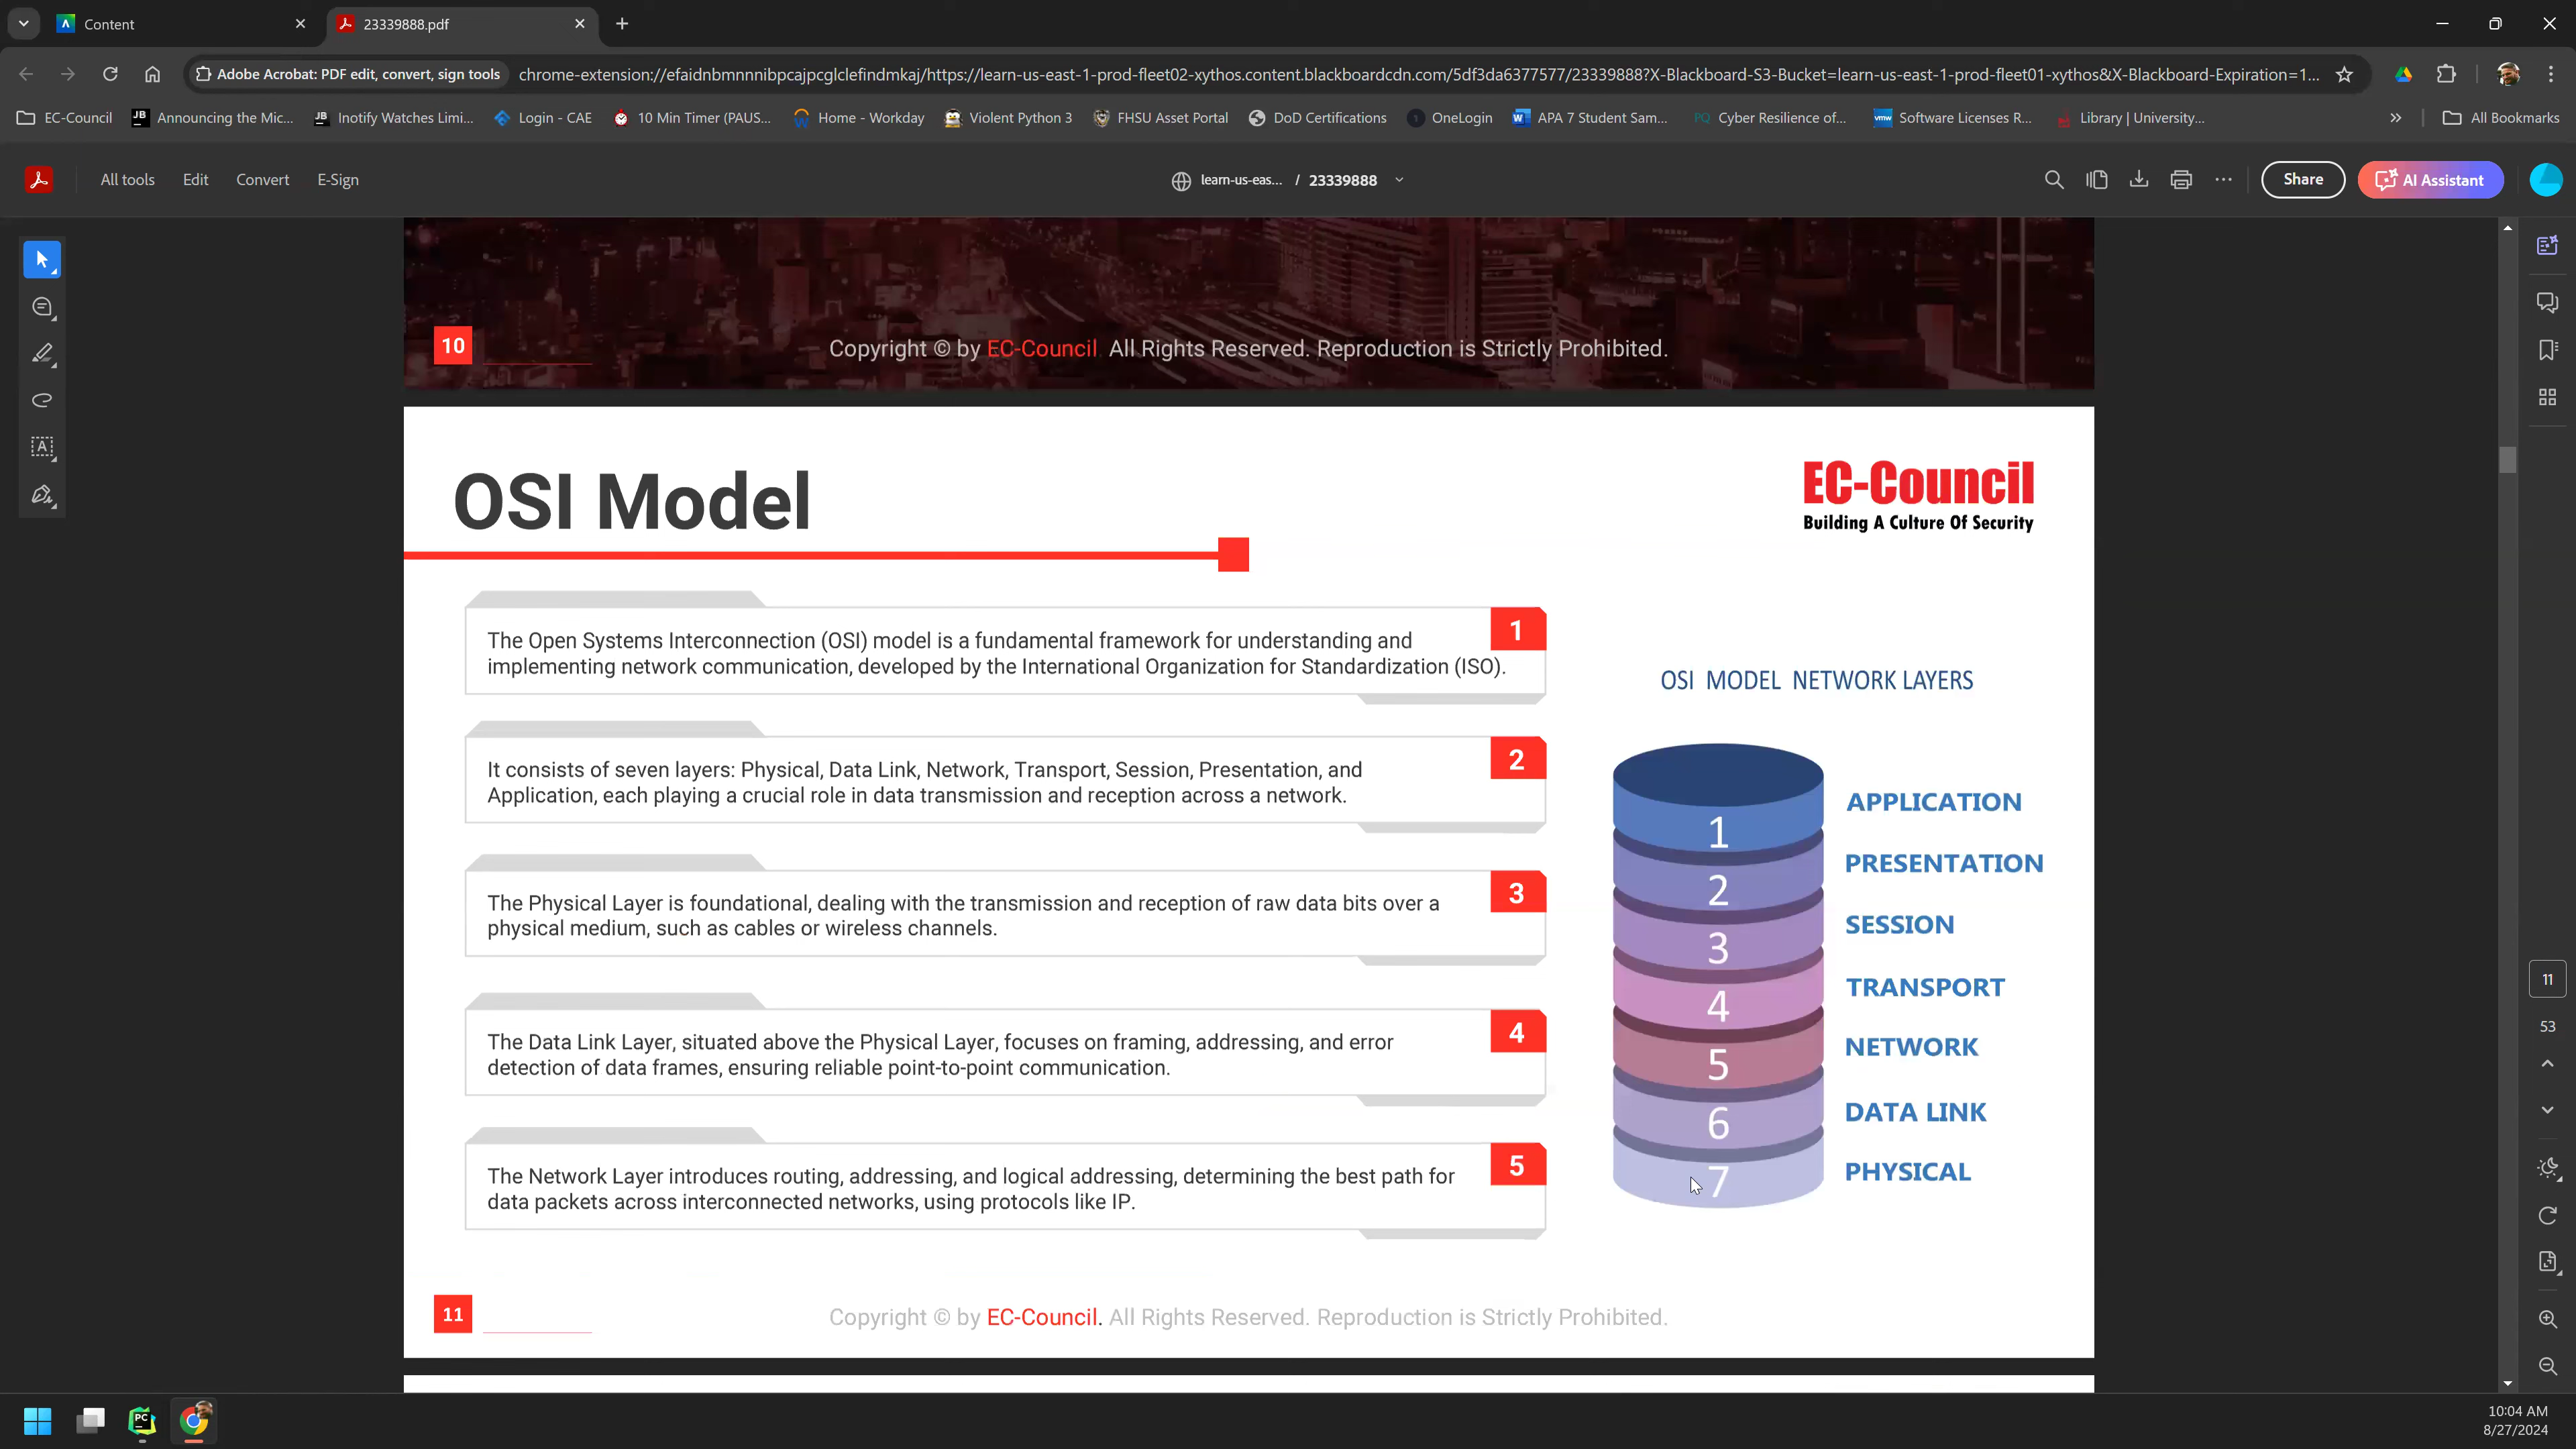 Content
23339888.pdf
Adobe Acrobat: PDF edit, convert, sign tools
chrome-extension://efaidnbmnnnibpcajpcglclefindmkaj/https://learn-us-east-1-prod-fleet02-xythos.content.blackboardcdn.com/5df3da6377577/23339888?X-Blackboard-S3-Bucket=learn-us-east-1-prod-fleet01-xythos&X-Blackboard-Expiration=1...
EC-Council
JB Announcing the Mic...
JB Inotify Watches Limi...
Login - CAE
10 Min Timer (PAUS...
Home - Workday
Violent Python 3
FHSU Asset Portal
DoD Certifications
OneLogin
APA 7 Student Sam...
PQ Cyber Resilience of...
vmw Software Licenses R...
Library | University...
All Bookmarks
All tools
Edit
Convert
E-Sign
learn-us-eas... / 23339888
Share
AI Assistant
10
Copyright © by EC-Council. All Rights Reserved. Reproduction is Strictly Prohibited.
OSI Model
EC-Council
Building A Culture Of Security
1
The Open Systems Interconnection (OSI) model is a fundamental framework for understanding and
implementing network communication, developed by the International Organization for Standardization (ISO).
2
It consists of seven layers: Physical, Data Link, Network, Transport, Session, Presentation, and
Application, each playing a crucial role in data transmission and reception across a network.
3
The Physical Layer is foundational, dealing with the transmission and reception of raw data bits over a
physical medium, such as cables or wireless channels.
4
The Data Link Layer, situated above the Physical Layer, focuses on framing, addressing, and error
detection of data frames, ensuring reliable point-to-point communication.
5
The Network Layer introduces routing, addressing, and logical addressing, determining the best path for
data packets across interconnected networks, using protocols like IP.
OSI MODEL NETWORK LAYERS
1 APPLICATION
2 PRESENTATION
3 SESSION
4 TRANSPORT
5 NETWORK
6 DATA LINK
7 PHYSICAL
11
Copyright © by EC-Council. All Rights Reserved. Reproduction is Strictly Prohibited.
11
53
PC
10:04 AM
8/27/2024